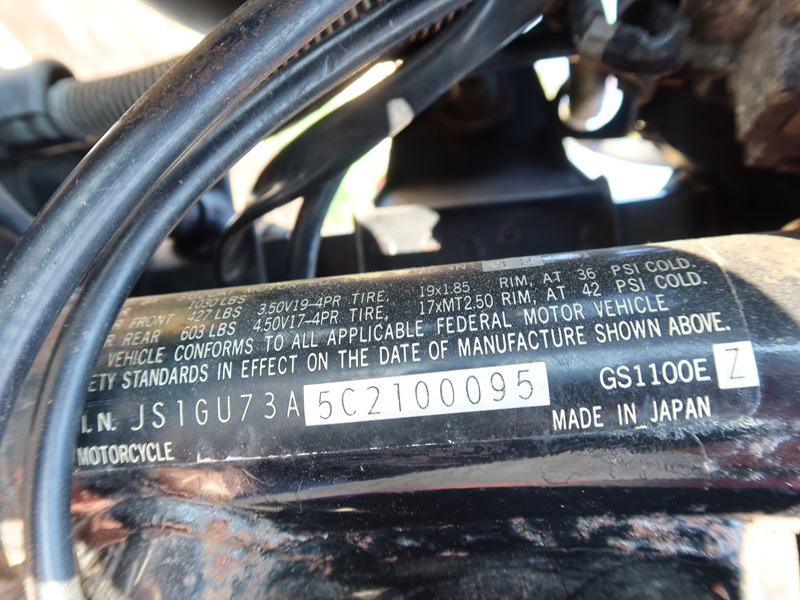 1030 LBS
FRONT 427 LBS 3.50V19-4PR TIRE, 19x1.85 RIM, AT 36 PSI COLD.
REAR 603 LBS 4.50V17-4PR TIRE, 17xMT2.50 RIM, AT 42 PSI COLD.
VEHICLE CONFORMS TO ALL APPLICABLE FEDERAL MOTOR VEHICLE
ETY STANDARDS IN EFFECT ON THE DATE OF MANUFACTURE SHOWN ABOVE.
I.N. JS1GU73A5C2100095 GS1100E Z
MOTORCYCLE MADE IN JAPAN